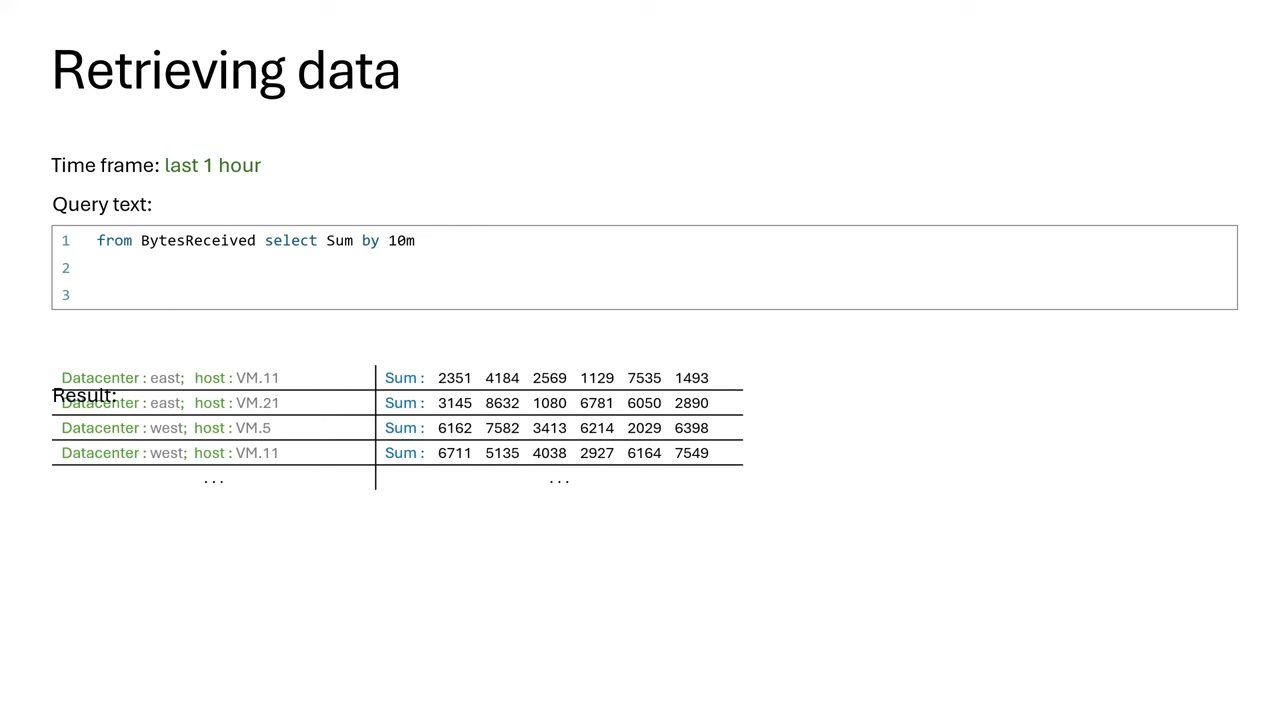 Retrieving data
Time frame: last 1 hour
Query text:
1 from BytesReceived select Sum by 10m
2
3
Datacenter : east; host : VM.11 Sum : 2351 4184 2569 1129 7535 1493
Result:
Datacenter : east; host : VM.21 Sum : 3145 8632 1080 6781 6050 2890
Datacenter : west; host : VM.5 Sum : 6162 7582 3413 6214 2029 6398
Datacenter : west; host : VM.11 Sum : 6711 5135 4038 2927 6164 7549
... ...